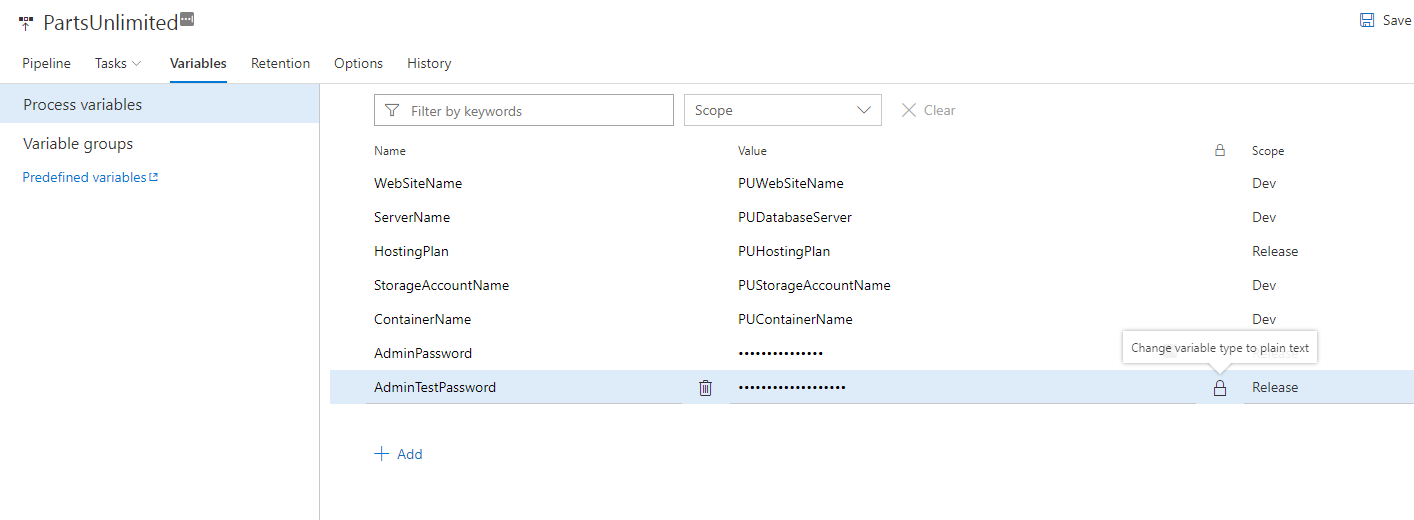 PartsUnlimited
Save
Pipeline Tasks Variables Retention Options History
Process variables
Variable groups
Predefined variables
Filter by keywords Scope Clear
Name Value Scope
WebSiteName PUWebSiteName Dev
ServerName PUDatabaseServer Dev
HostingPlan PUHostingPlan Release
StorageAccountName PUStorageAccountName Dev
ContainerName PUContainerName Dev
AdminPassword •••••••••••••••
Change variable type to plain text
AdminTestPassword ••••••••••••••••••• Release
Add